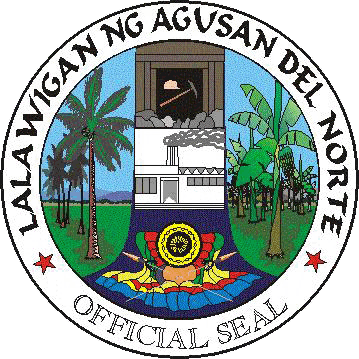 LALAWIGAN NG AGUSAN DEL NORTE
OFFICIAL SEAL